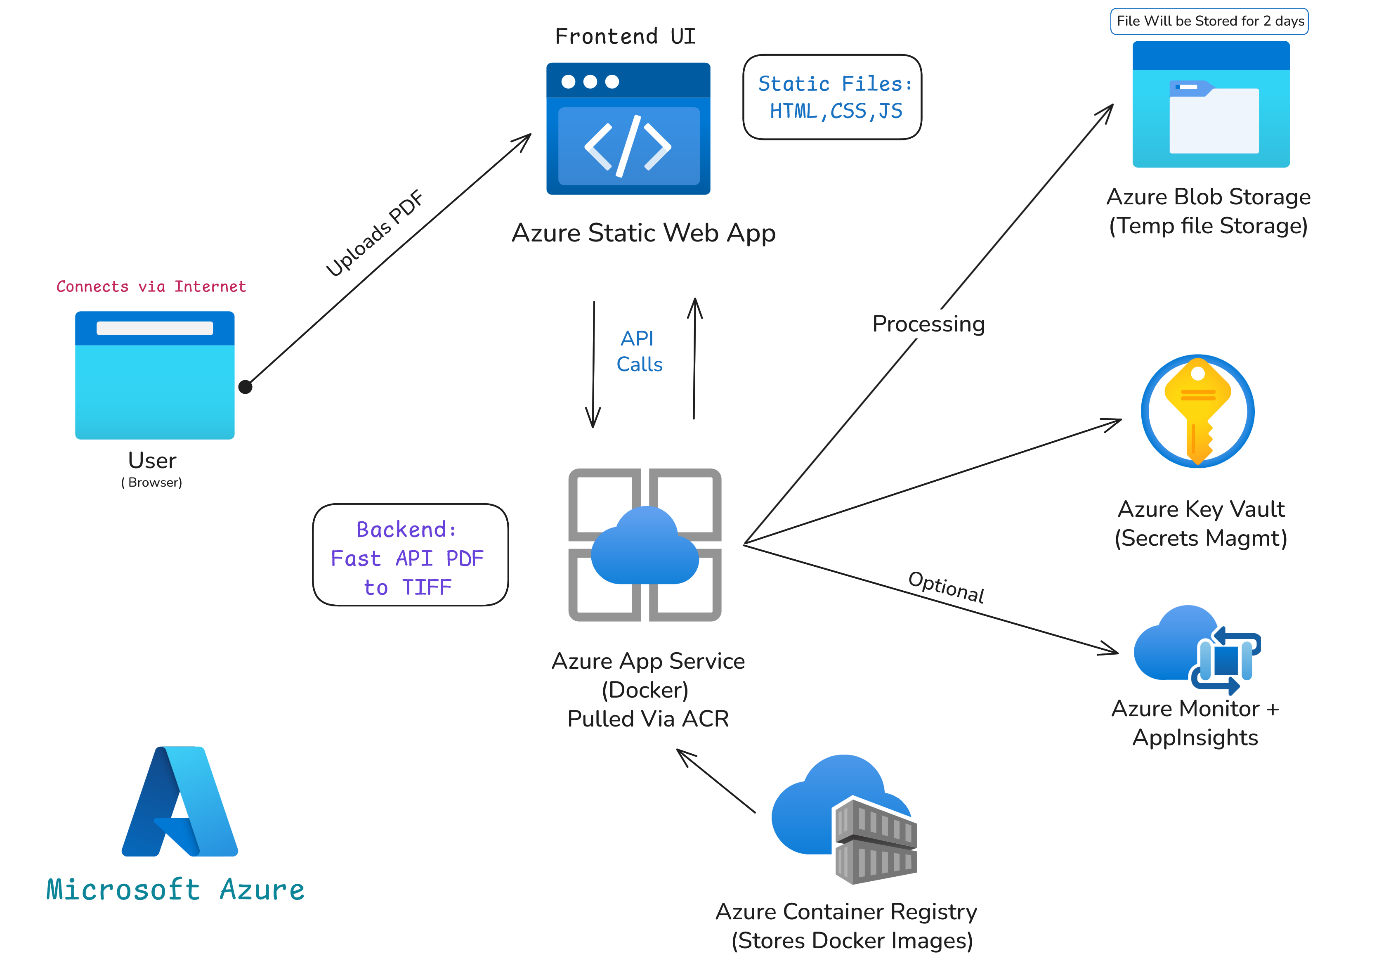 File Will be Stored for 2 days
Frontend UI
Static Files:
HTML,CSS,JS
Azure Static Web App
Azure Blob Storage
(Temp file Storage)
Uploads PDF
Connects via Internet
User
( Browser)
API
Calls
Processing
Azure Key Vault
(Secrets Magmt)
Backend:
Fast API PDF
to TIFF
Optional
Azure App Service
(Docker)
Pulled Via ACR
Azure Monitor +
AppInsights
Microsoft Azure
Azure Container Registry
(Stores Docker Images)